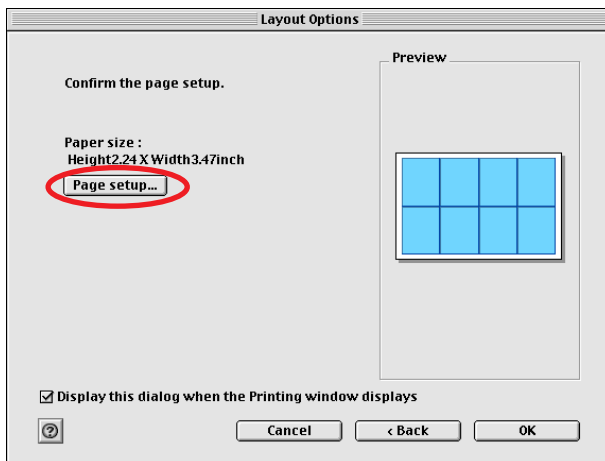 Layout Options
Confirm the page setup.
Preview
Paper size :
Height2.24 X Width3.47inch
Page setup...
Display this dialog when the Printing window displays
?
Cancel
< Back
OK